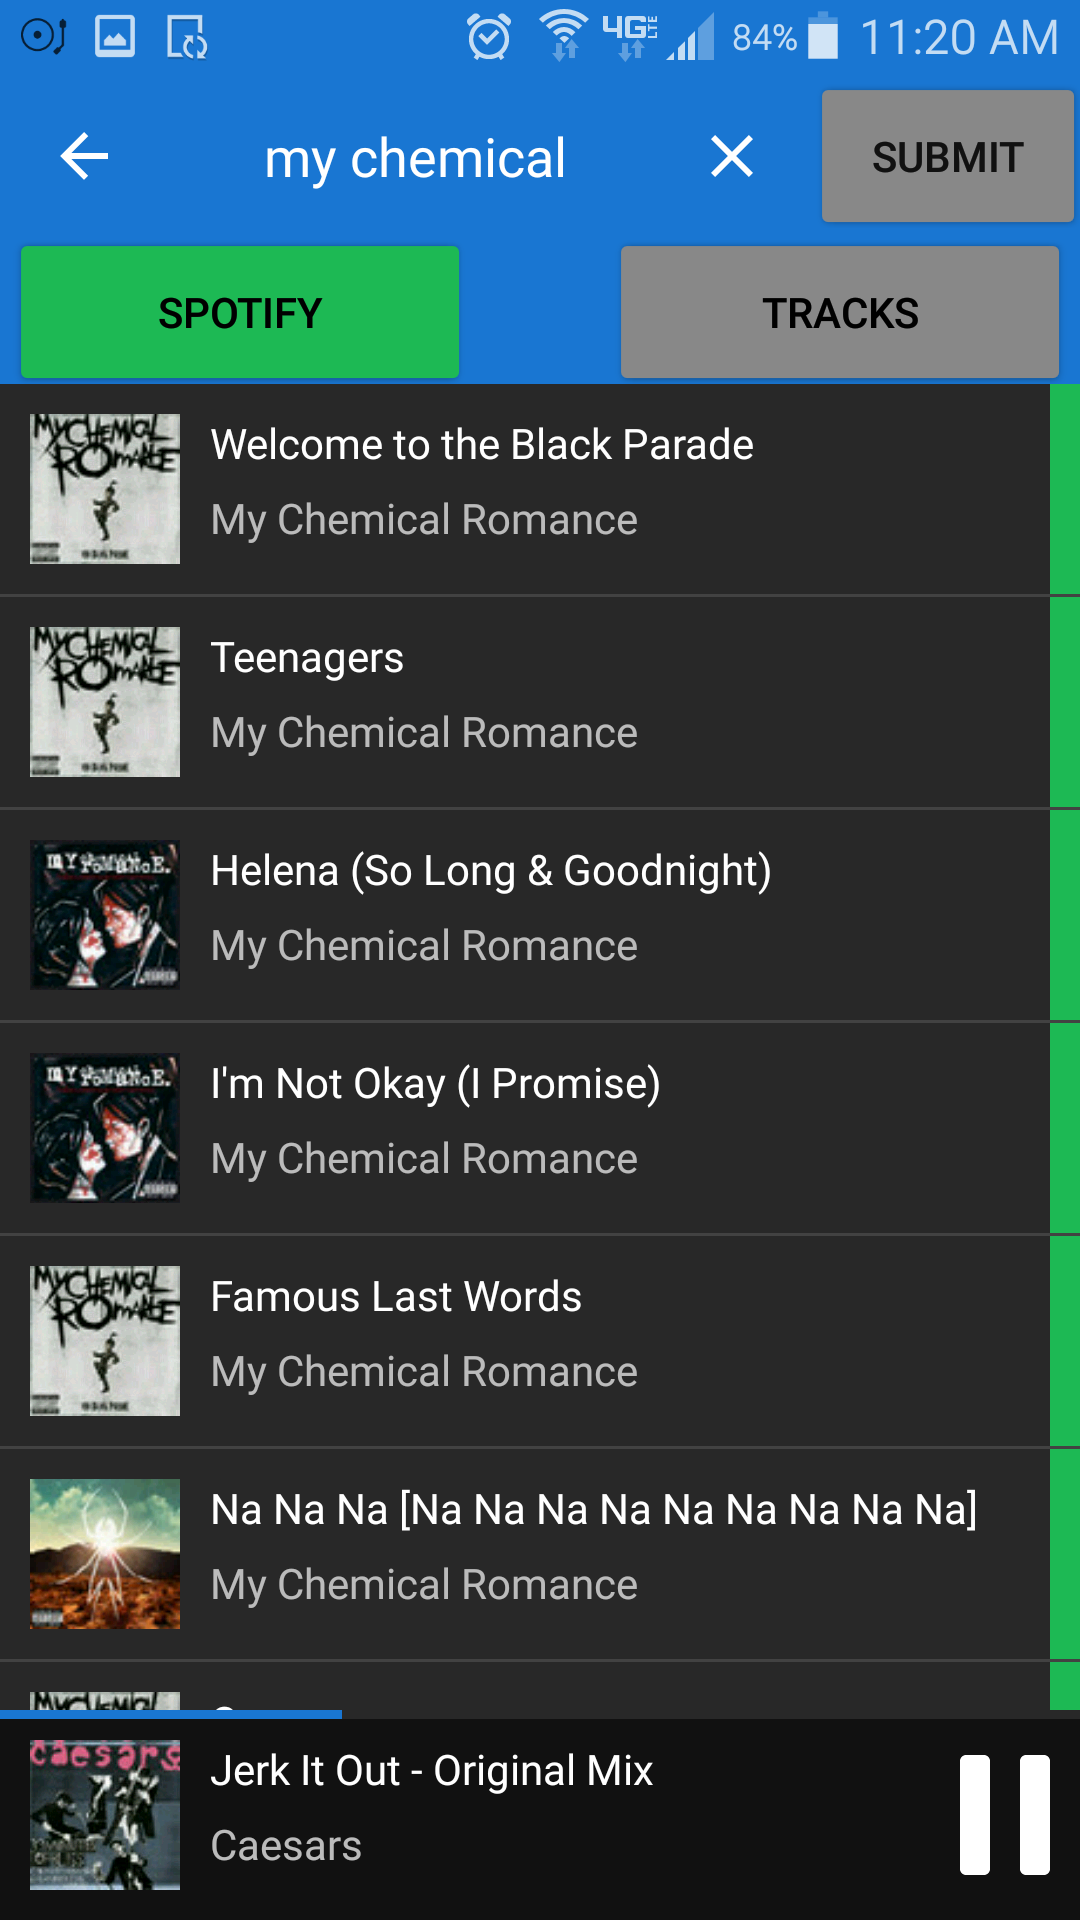 4G LTE 84% 11:20 AM
my chemical
SUBMIT
SPOTIFY
TRACKS
MY CHEMICAL
ROMANCE
Welcome to the Black Parade
My Chemical Romance
MY CHEMICAL
ROMANCE
Teenagers
My Chemical Romance
MY CHEMICAL
ROMANCE.
Helena (So Long & Goodnight)
My Chemical Romance
MY CHEMICAL
ROMANCE.
I'm Not Okay (I Promise)
My Chemical Romance
MY CHEMICAL
ROMANCE
Famous Last Words
My Chemical Romance
Na Na Na [Na Na Na Na Na Na Na Na Na]
My Chemical Romance
MY CHEMICAL
caesars
Jerk It Out - Original Mix
Caesars